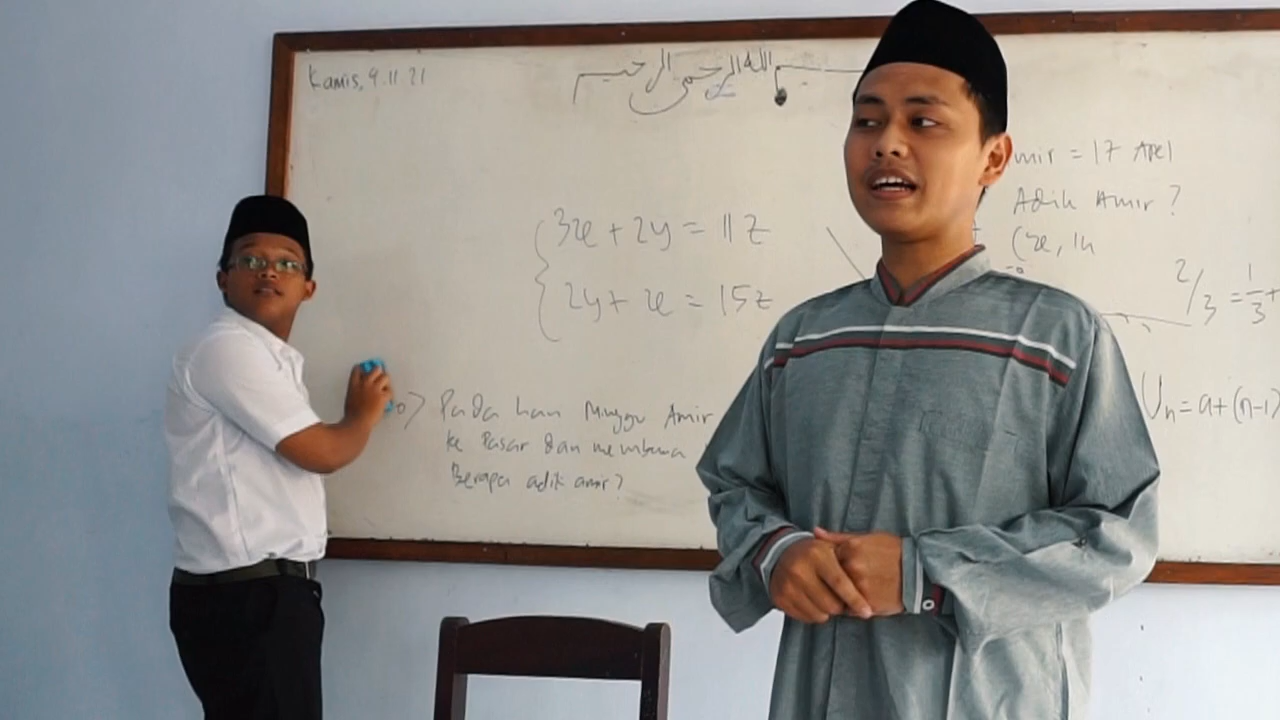 Kamis, 9.11.21
بسم الله الرحمن الرحيم
mir = 17 Apel
Adik Amir?
3x + 2y = 11z
2y + x = 15z
2/3 = 1/3 +
Un = a + (n-1)
Pada hari Minggu Amir
ke Pasar dan membawa
Berapa adik amir?